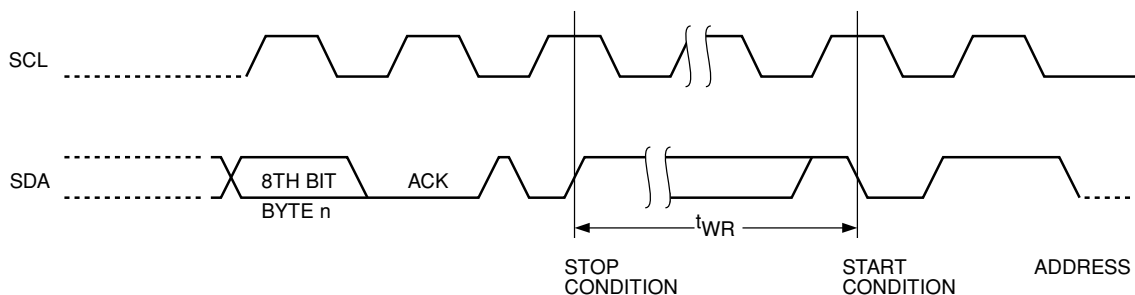 SCL
SDA
8TH BIT
ACK
BYTE n
tWR
STOP
CONDITION
START
CONDITION
ADDRESS